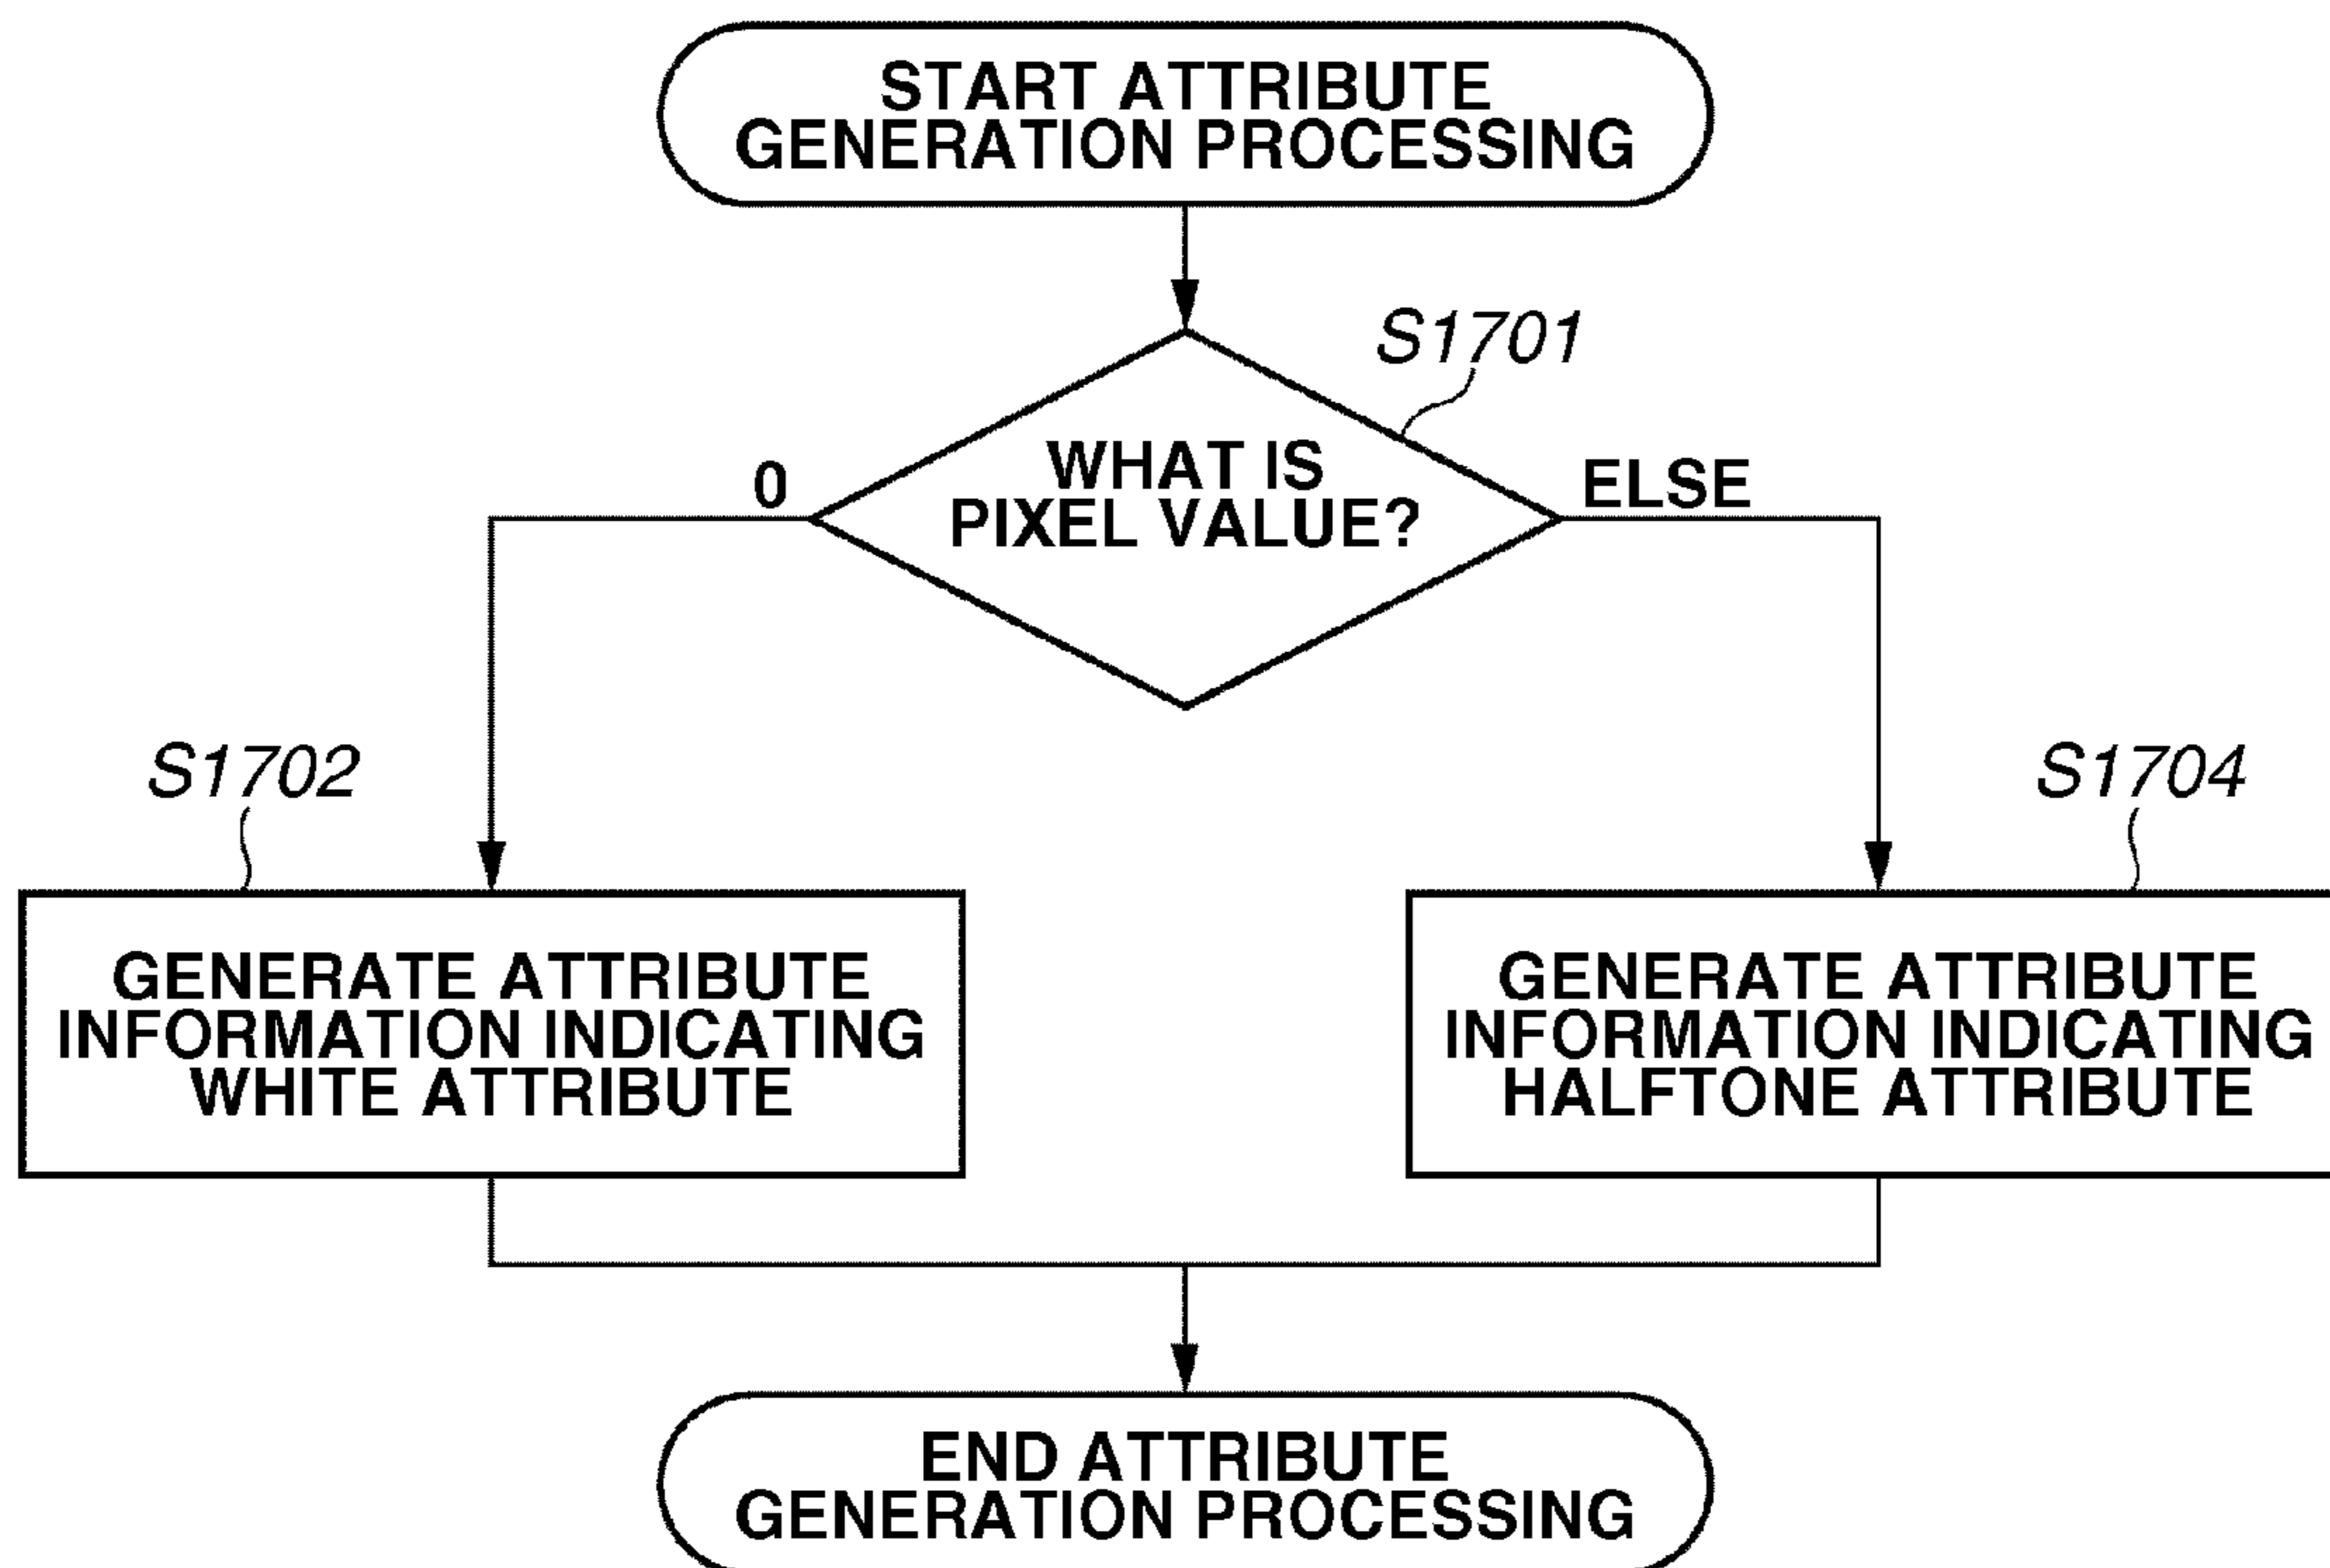 START ATTRIBUTE
GENERATION PROCESSING
S1701
WHAT IS
PIXEL VALUE?
0
ELSE
S1702
GENERATE ATTRIBUTE
INFORMATION INDICATING
WHITE ATTRIBUTE
S1704
GENERATE ATTRIBUTE
INFORMATION INDICATING
HALFTONE ATTRIBUTE
END ATTRIBUTE
GENERATION PROCESSING